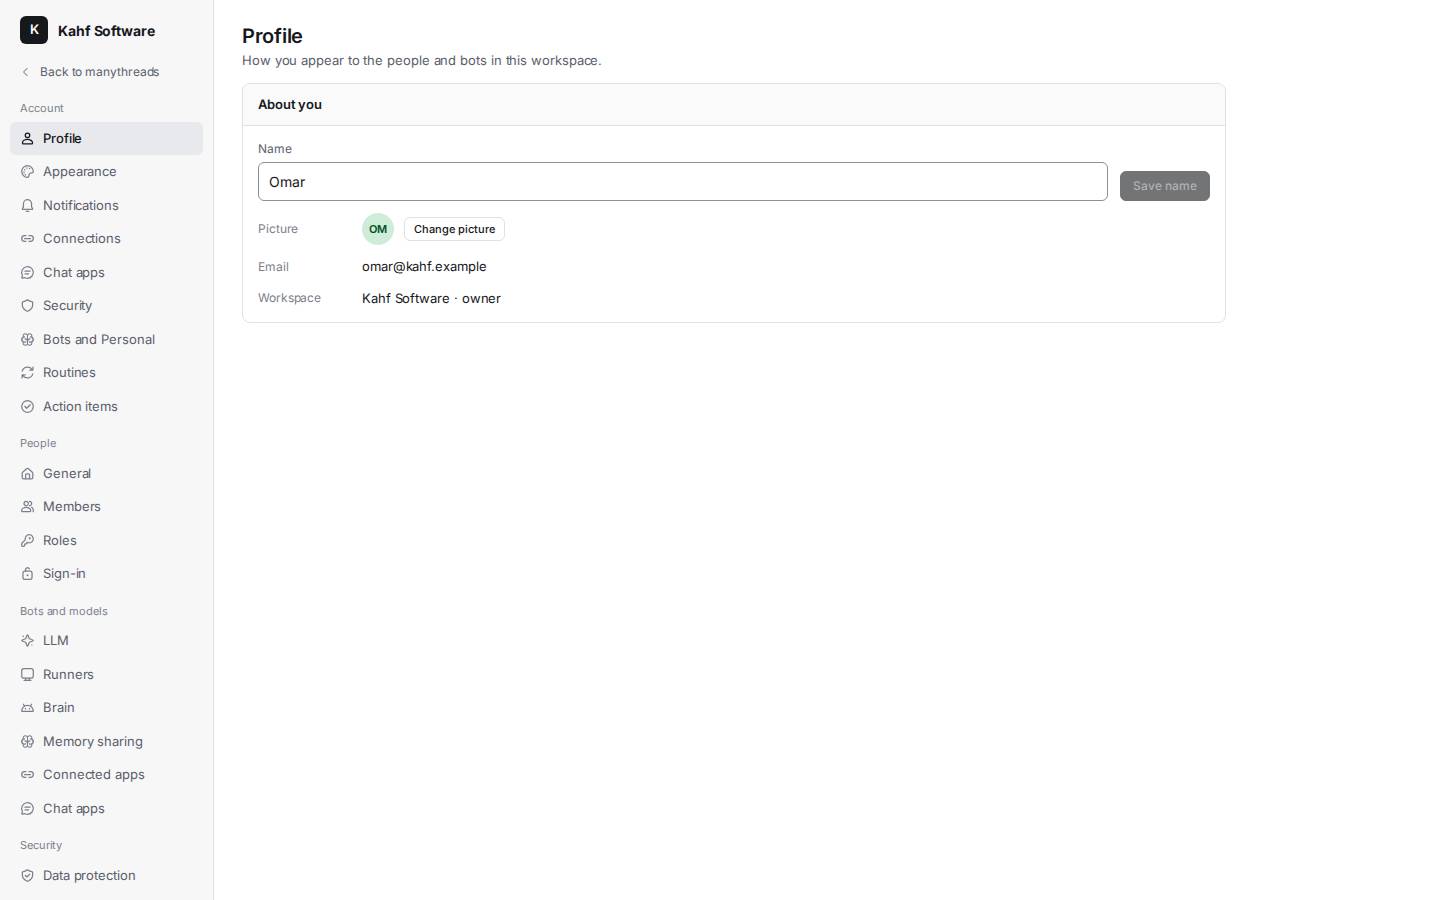 K
Kahf Software
Back to manythreads
Account
Profile
Appearance
Notifications
Connections
Chat apps
Security
Bots and Personal
Routines
Action items
People
General
Members
Roles
Sign-in
Bots and models
LLM
Runners
Brain
Memory sharing
Connected apps
Chat apps
Security
Data protection
Profile
How you appear to the people and bots in this workspace.
About you
Name
Omar
Save name
Picture
OM
Change picture
Email
omar@kahf.example
Workspace
Kahf Software · owner